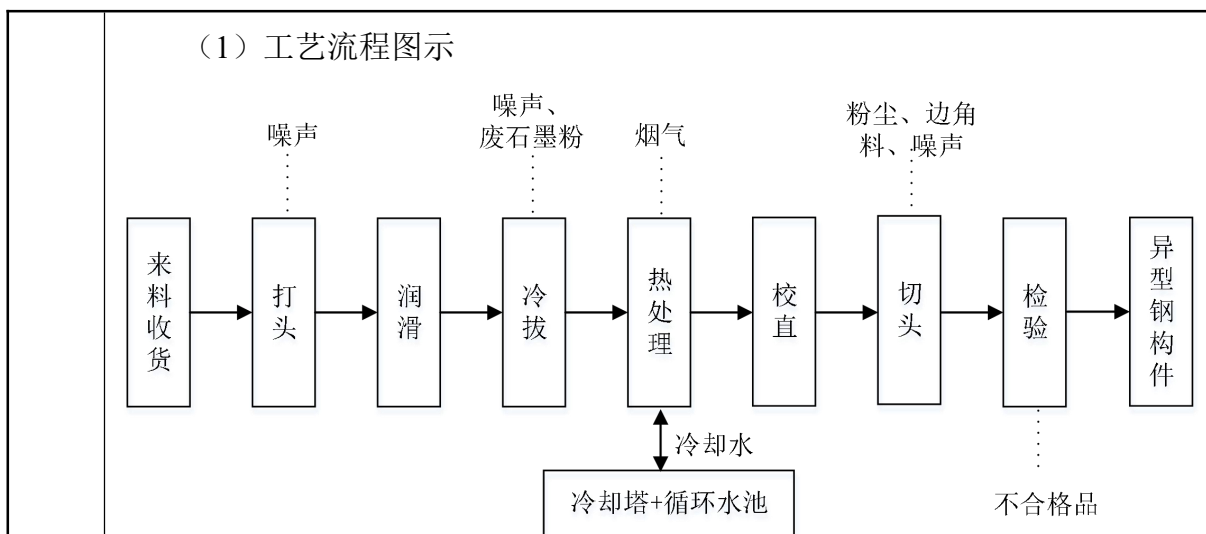 （1）工艺流程图示
噪声
噪声、
废石墨粉
烟气
粉尘、边角
料、噪声
来料收货
打头
润滑
冷拔
热处理
校直
切头
检验
异型钢构件
冷却水
冷却塔+循环水池
不合格品